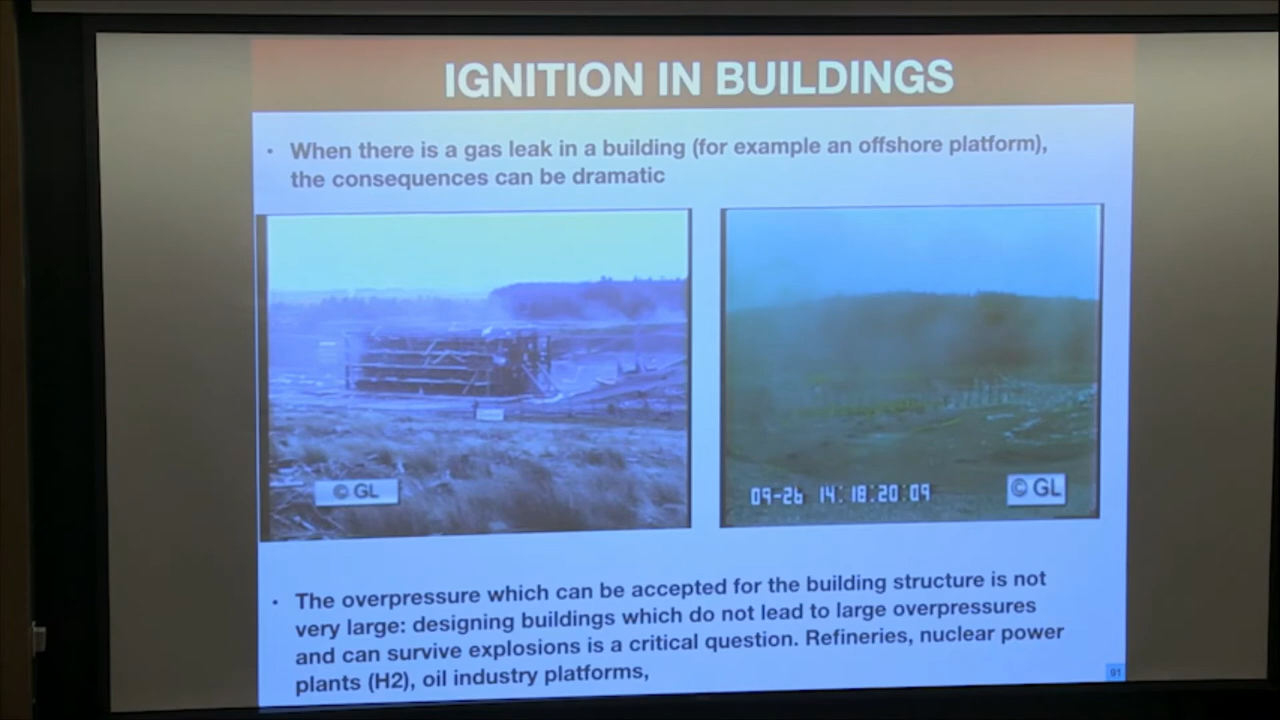 IGNITION IN BUILDINGS
• When there is a gas leak in a building (for example an offshore platform),
the consequences can be dramatic
© GL
09-26 14:18:20:09
© GL
• The overpressure which can be accepted for the building structure is not
very large: designing buildings which do not lead to large overpressures
and can survive explosions is a critical question. Refineries, nuclear power
plants (H2), oil industry platforms,
91